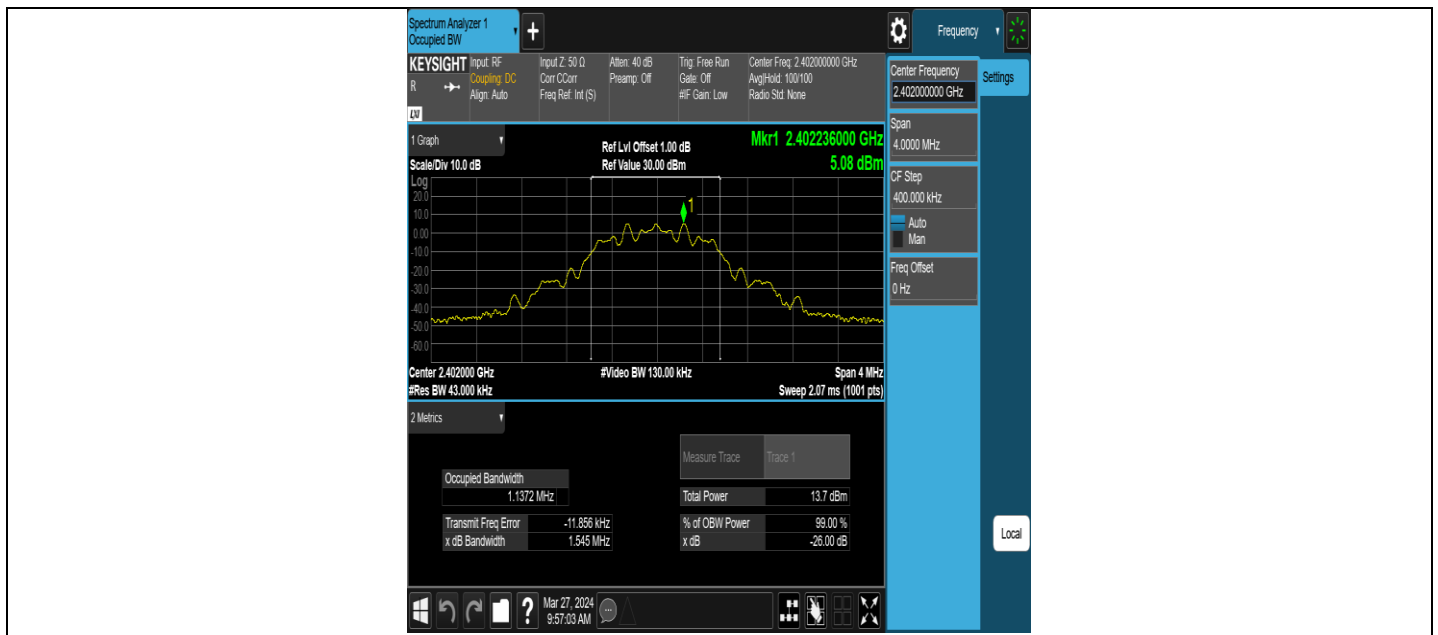 Spectrum Analyzer 1
Occupied BW
+
Frequency
KEYSIGHT
R
LXI
Input: RF
Coupling: DC
Align: Auto
Input Z: 50 Ω
Corr CCorr
Freq Ref: Int (S)
Atten: 40 dB
Preamp: Off
Trig: Free Run
Gate: Off
#IF Gain: Low
Center Freq: 2.402000000 GHz
Avg|Hold: 100/100
Radio Std: None
Center Frequency
2.402000000 GHz
Settings
Span
4.0000 MHz
CF Step
400.000 kHz
Auto
Man
Freq Offset
0 Hz
Local
1 Graph
Scale/Div 10.0 dB
Ref Lvl Offset 1.00 dB
Ref Value 30.00 dBm
Mkr1 2.402236000 GHz
5.08 dBm
Log
20.0
10.0
0.00
-10.0
-20.0
-30.0
-40.0
-50.0
-60.0
1
Center 2.402000 GHz
#Res BW 43.000 kHz
#Video BW 130.00 kHz
Span 4 MHz
Sweep 2.07 ms (1001 pts)
2 Metrics
Measure Trace Trace 1
Occupied Bandwidth
1.1372 MHz
Total Power 13.7 dBm
Transmit Freq Error -11.856 kHz
% of OBW Power 99.00 %
x dB Bandwidth 1.545 MHz
x dB -26.00 dB
?
Mar 27, 2024
9:57:03 AM